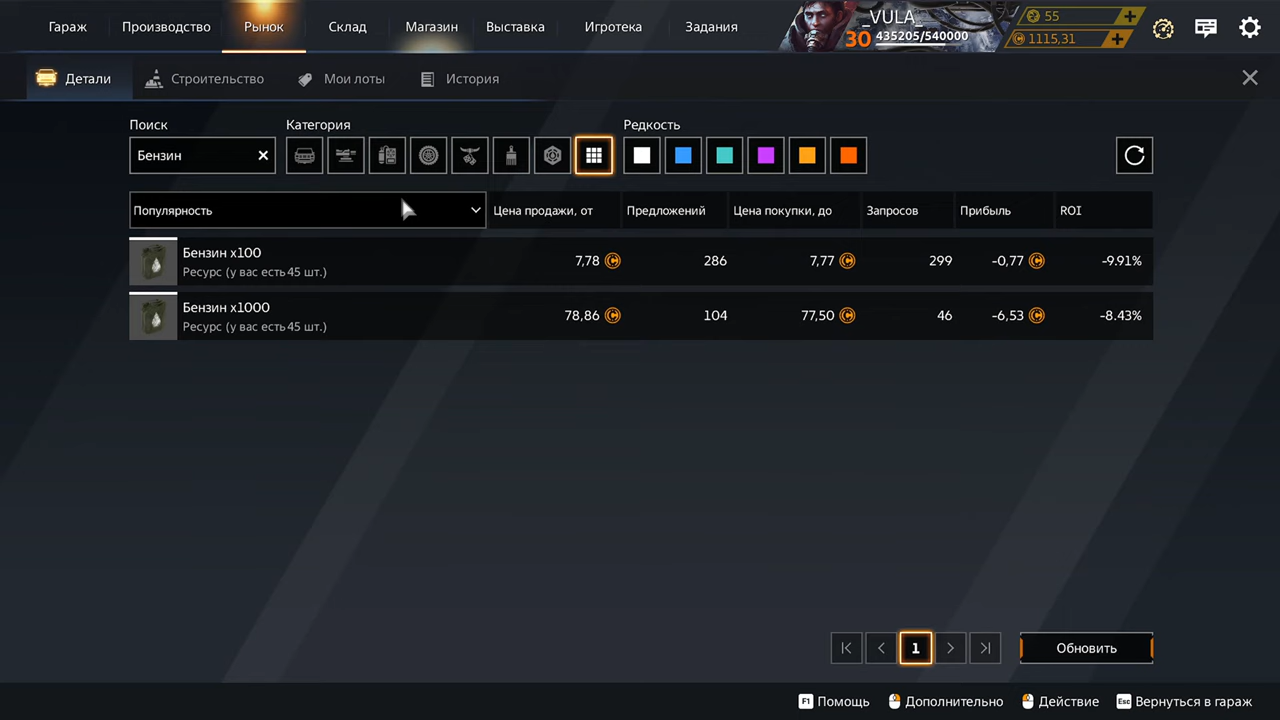 Гараж Производство Рынок Склад Магазин Выставка Игротека Задания
_VULA_
30 435205/540000
55
1115,31
Детали Строительство Мои лоты История
Поиск Категория Редкость
Бензин
Популярность Цена продажи, от Предложений Цена покупки, до Запросов Прибыль ROI
Бензин x100
Ресурс (у вас есть 45 шт.)
7,78 286 7,77 299 -0,77 -9.91%
Бензин x1000
Ресурс (у вас есть 45 шт.)
78,86 104 77,50 46 -6,53 -8.43%
1 Обновить
F1 Помощь Дополнительно Действие Esc Вернуться в гараж